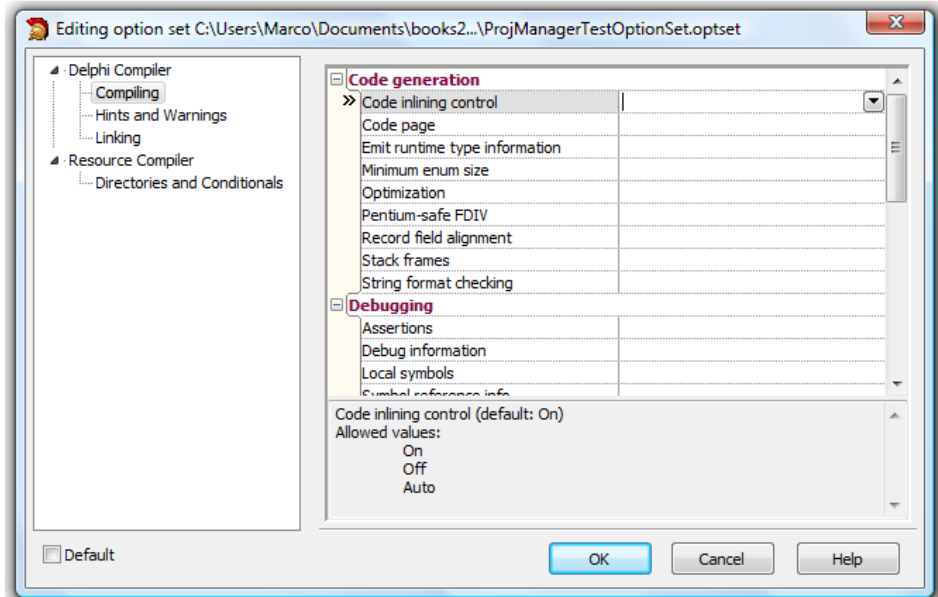 Editing option set C:\Users\Marco\Documents\books2...\ProjManagerTestOptionSet.optset
Delphi Compiler
Compiling
Hints and Warnings
Linking
Resource Compiler
Directories and Conditionals
Code generation
Code inlining control
Code page
Emit runtime type information
Minimum enum size
Optimization
Pentium-safe FDIV
Record field alignment
Stack frames
String format checking
Debugging
Assertions
Debug information
Local symbols
Symbol reference info
Code inlining control (default: On)
Allowed values:
On
Off
Auto
Default
OK
Cancel
Help